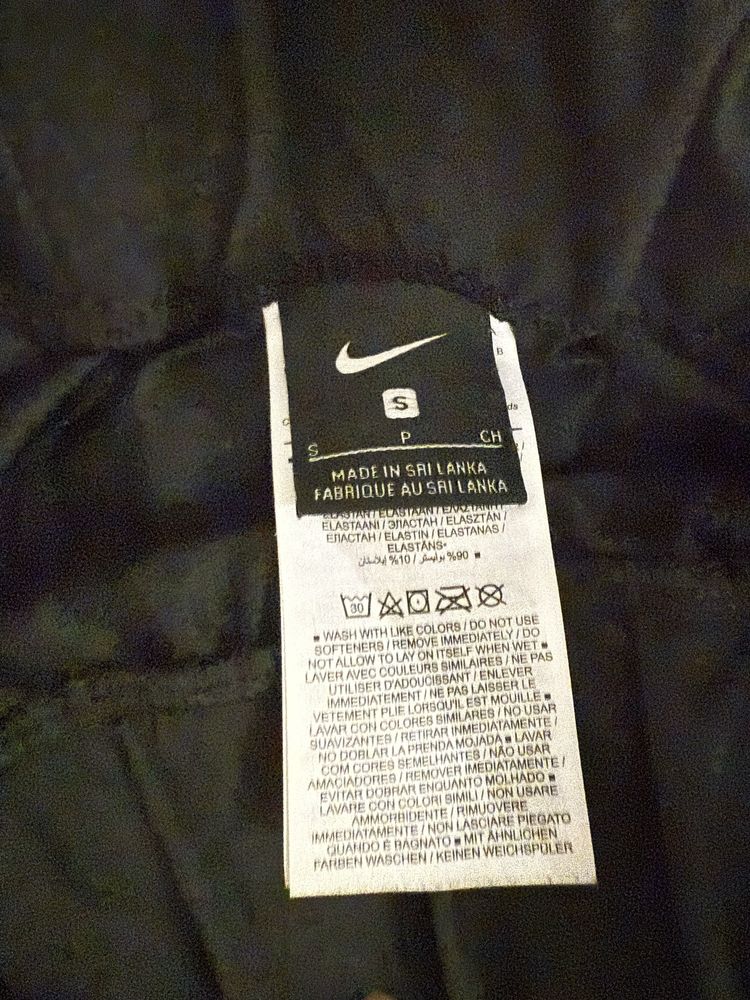 B
ds
S
S P CH
MADE IN SRI LANKA
FABRIQUE AU SRI LANKA
ELASTAANI / ЭЛАСТАН / ELASZTÁN /
ЕЛАСТАН / ELASTIN / ELASTANAS /
ELASTĀNS•
%90 بوليستر / %10 إيلاستان ■
30
■ WASH WITH LIKE COLORS / DO NOT USE
SOFTENERS / REMOVE IMMEDIATELY / DO
NOT ALLOW TO LAY ON ITSELF WHEN WET ■
LAVER AVEC COULEURS SIMILAIRES / NE PAS
UTILISER D'ADOUCISSANT / ENLEVER
IMMEDIATEMENT / NE PAS LAISSER LE
VETEMENT PLIE LORSQU'IL EST MOUILLE ■
LAVAR CON COLORES SIMILARES / NO USAR
SUAVIZANTES / RETIRAR INMEDIATAMENTE /
NO DOBLAR LA PRENDA MOJADA ■ LAVAR
COM CORES SEMELHANTES / NÃO USAR
AMACIADORES / REMOVER IMEDIATAMENTE /
EVITAR DOBRAR ENQUANTO MOLHADO ■
LAVARE CON COLORI SIMILI / NON USARE
AMMORBIDENTE / RIMUOVERE
IMMEDIATAMENTE / NON LASCIARE PIEGATO
QUANDO È BAGNATO ■ MIT ÄHNLICHEN
FARBEN WASCHEN / KEINEN WEICHSPÜLER